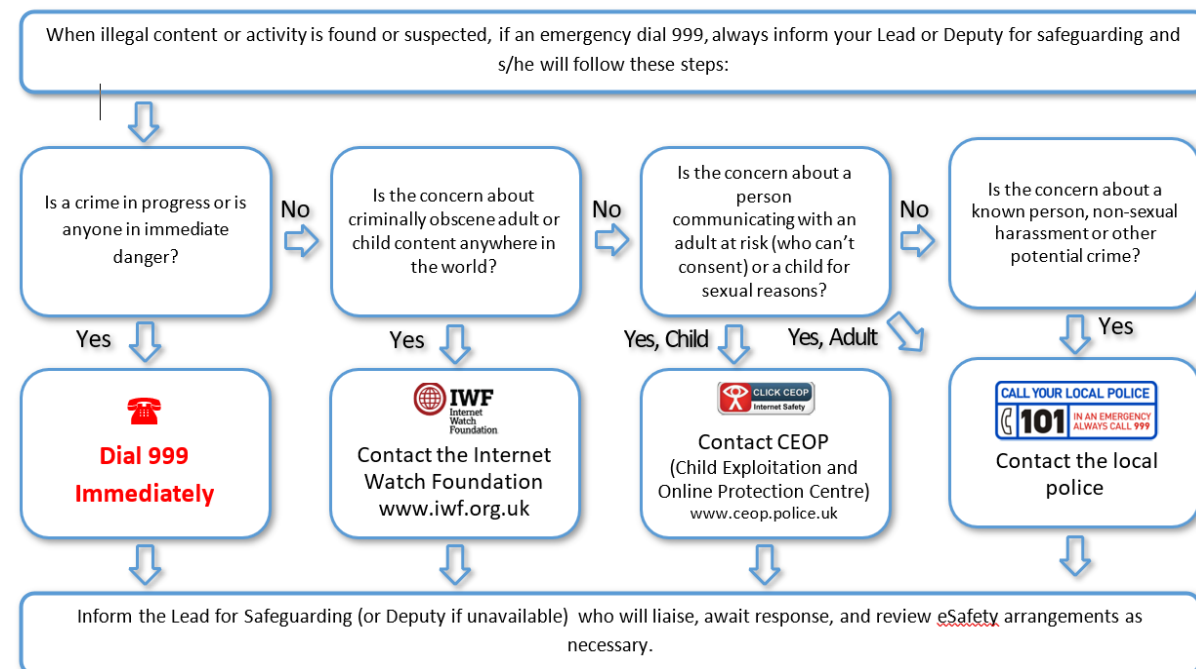 When illegal content or activity is found or suspected, if an emergency dial 999, always inform your Lead or Deputy for safeguarding and
s/he will follow these steps:
Is a crime in progress or is
anyone in immediate
danger?
No
Is the concern about
criminally obscene adult or
child content anywhere in
the world?
No
Is the concern about a
person
communicating with an
adult at risk (who can't
consent) or a child for
sexual reasons?
No
Is the concern about a
known person, non-sexual
harassment or other
potential crime?
Yes
Yes
Yes, Child
Yes, Adult
Yes
Dial 999
Immediately
IWF
Internet
Watch
Foundation
Contact the Internet
Watch Foundation
www.iwf.org.uk
CLICK CEOP
Internet Safety
Contact CEOP
(Child Exploitation and
Online Protection Centre)
www.ceop.police.uk
CALL YOUR LOCAL POLICE
101
IN AN EMERGENCY
ALWAYS CALL 999
Contact the local
police
Inform the Lead for Safeguarding (or Deputy if unavailable) who will liaise, await response, and review eSafety arrangements as
necessary.